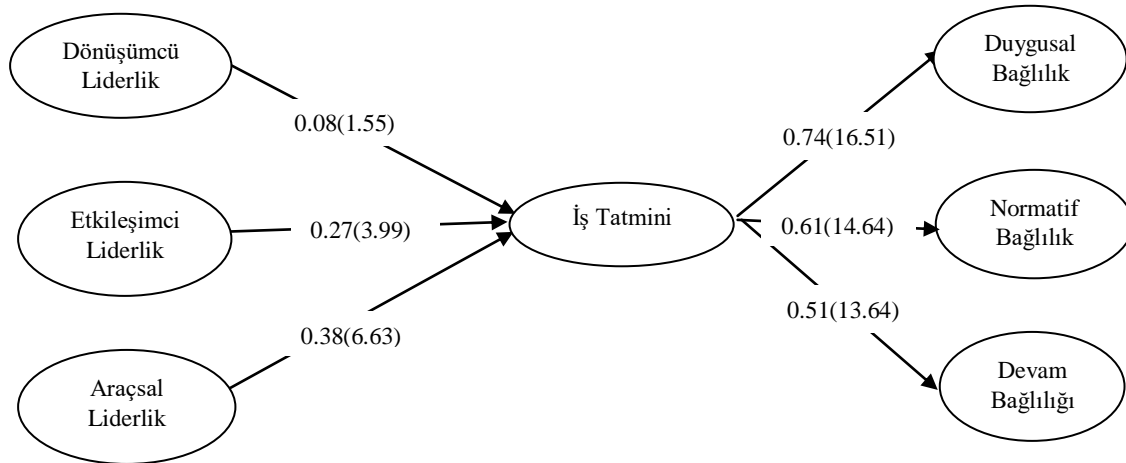 Dönüşümcü
Liderlik
0.08(1.55)
Etkileşimci
Liderlik
0.27(3.99)
Araçsal
Liderlik
0.38(6.63)
İş Tatmini
Duygusal
Bağlılık
0.74(16.51)
Normatif
Bağlılık
0.61(14.64)
Devam
Bağlılığı
0.51(13.64)